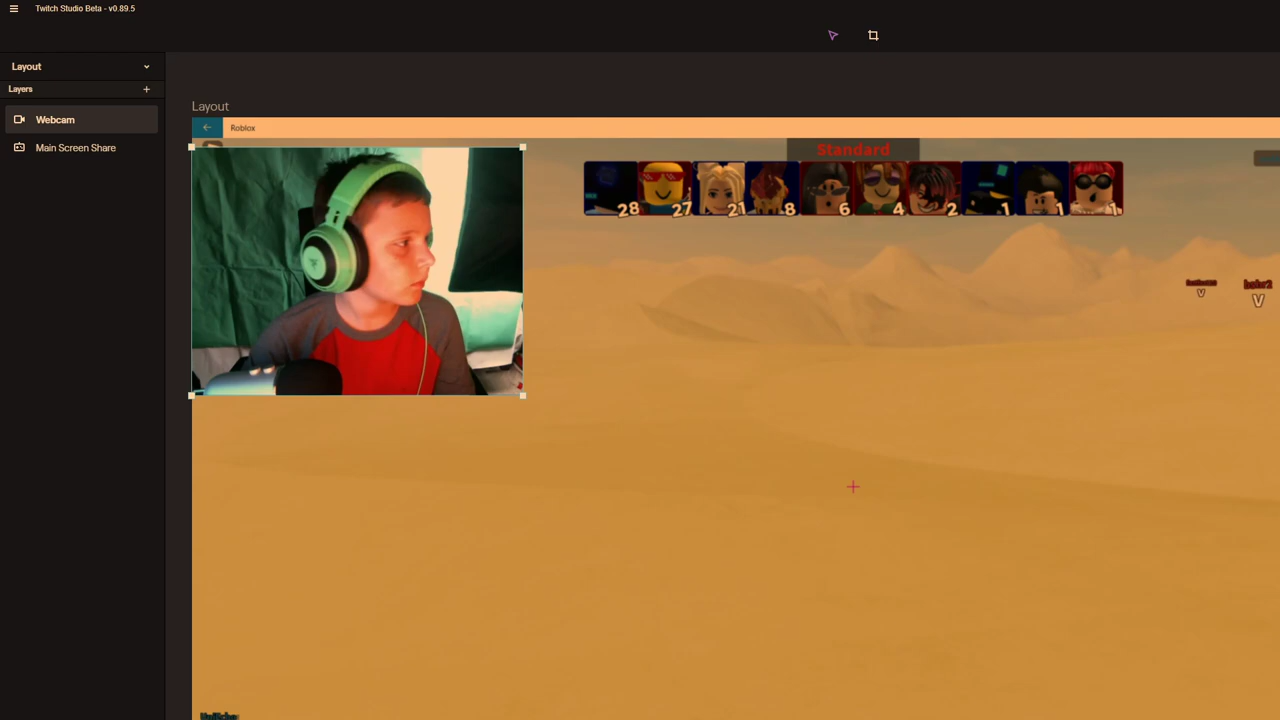 Twitch Studio Beta - v0.89.5
Layout
Layers
Webcam
Main Screen Share
Layout
Roblox
Standard
28 27 21 8 6 4 2 1 1 1
V
V